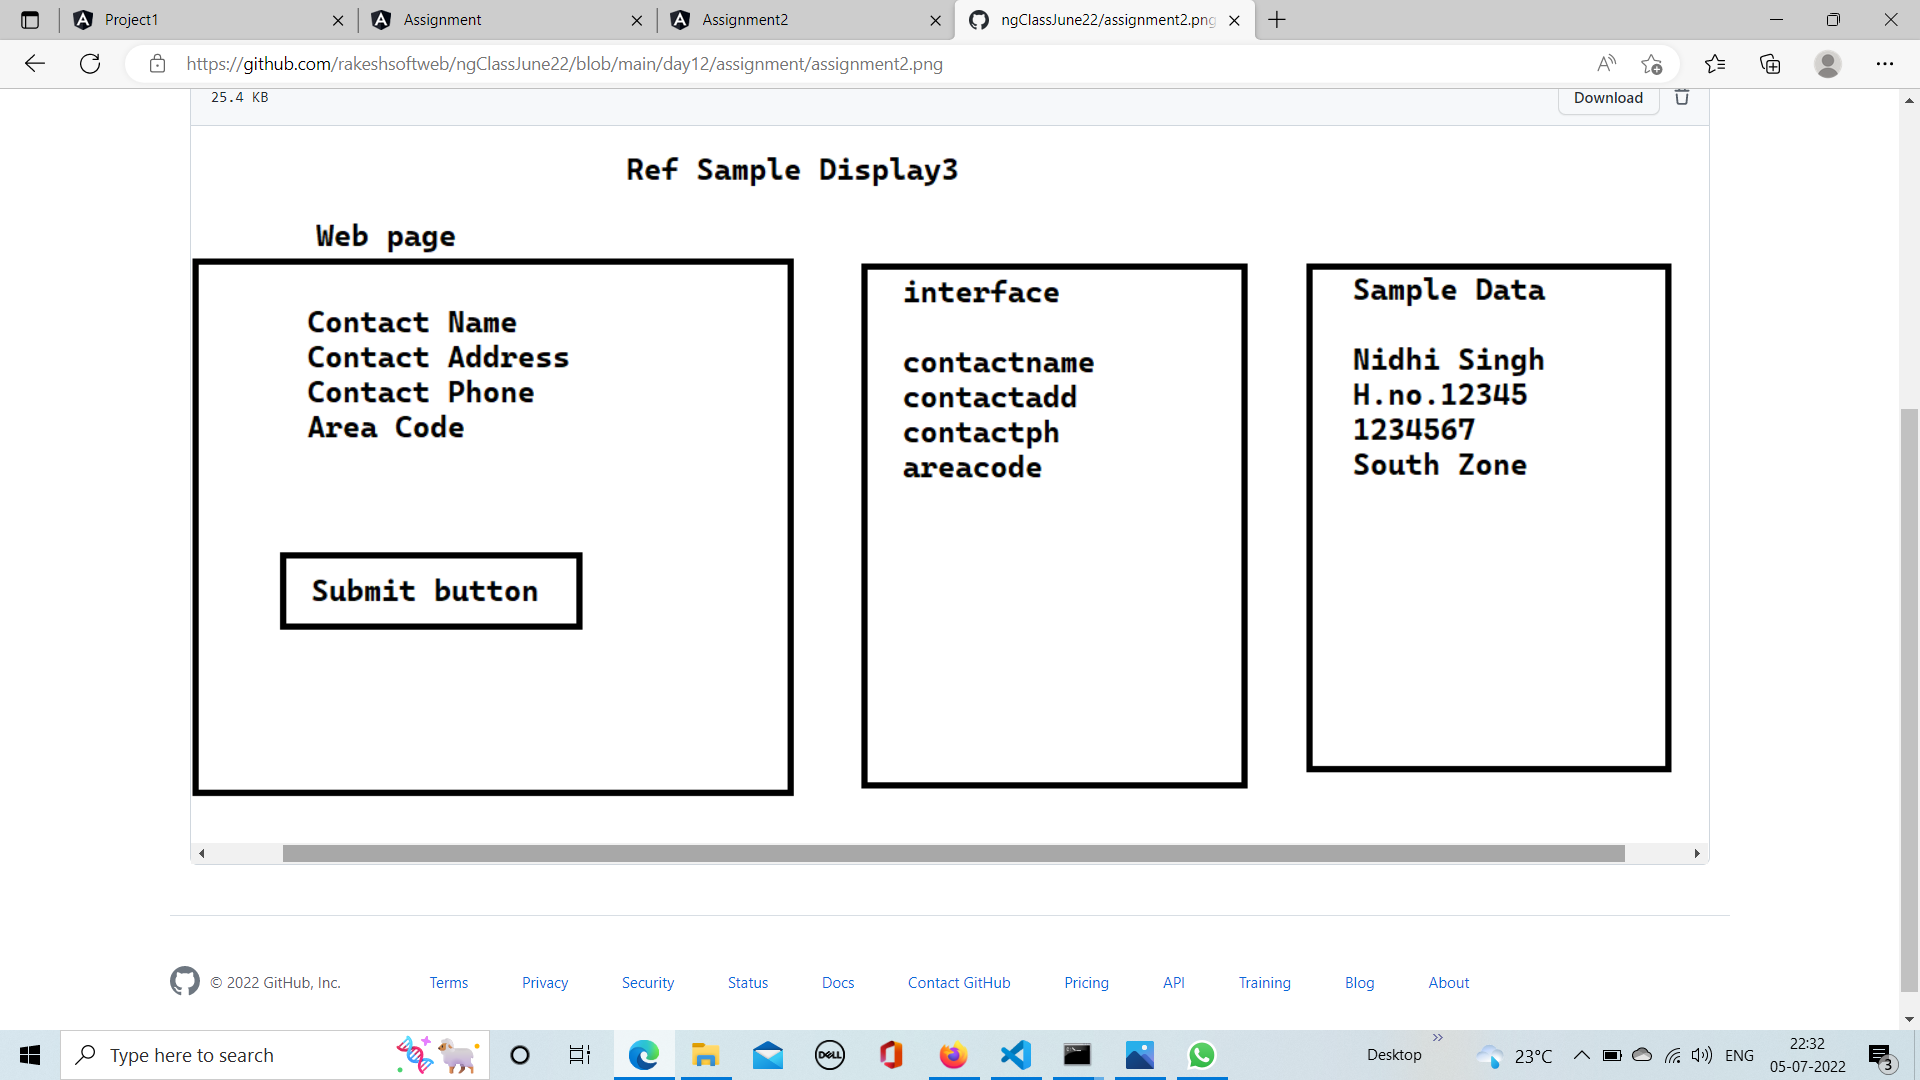 Project1
Assignment
Assignment2
ngClassJune22/assignment2.png
https://github.com/rakeshsoftweb/ngClassJune22/blob/main/day12/assignment/assignment2.png
25.4 KB
Download
Ref Sample Display3
Web page
Contact Name
Contact Address
Contact Phone
Area Code
Submit button
interface
contactname
contactadd
contactph
areacode
Sample Data
Nidhi Singh
H.no.12345
1234567
South Zone
© 2022 GitHub, Inc.
Terms
Privacy
Security
Status
Docs
Contact GitHub
Pricing
API
Training
Blog
About
Type here to search
DELL
Desktop
23°C
ENG
22:32
05-07-2022
3